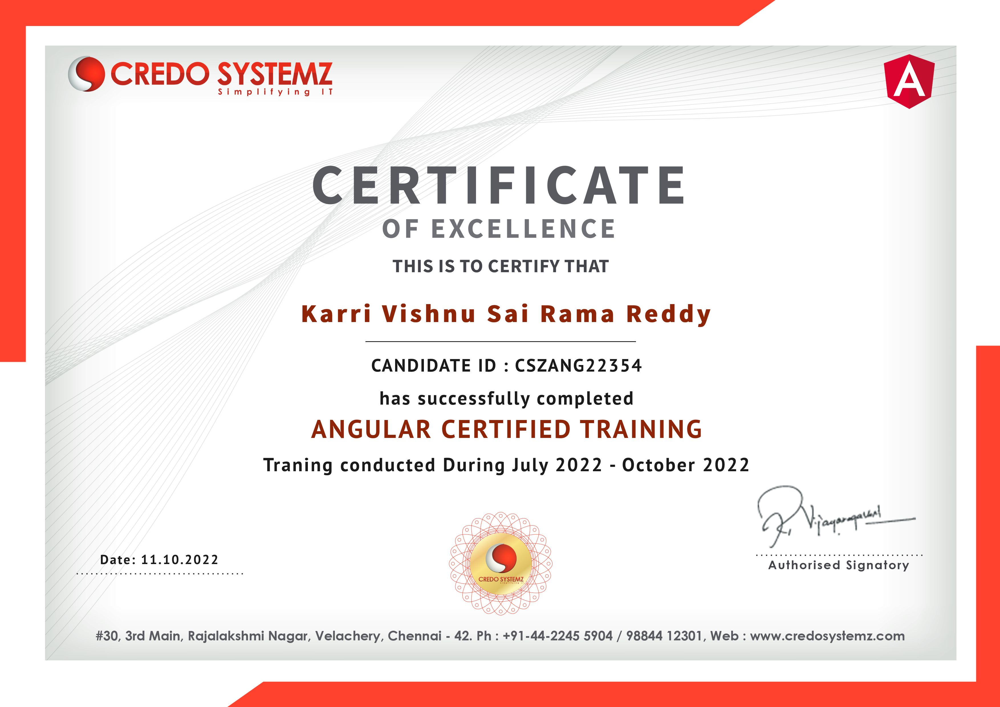 CREDO SYSTEMZ
Simplifying IT
A
CERTIFICATE
OF EXCELLENCE
THIS IS TO CERTIFY THAT
Karri Vishnu Sai Rama Reddy
CANDIDATE ID : CSZANG22354
has successfully completed
ANGULAR CERTIFIED TRAINING
Traning conducted During July 2022 - October 2022
R. Vijayaragavan
Date: 11.10.2022
CREDO SYSTEMZ
Simplifying IT
Authorised Signatory
#30, 3rd Main, Rajalakshmi Nagar, Velachery, Chennai - 42. Ph : +91-44-2245 5904 / 98844 12301, Web : www.credosystemz.com